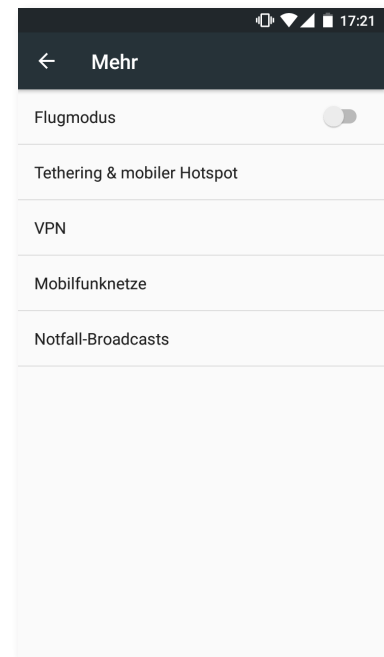 17:21
Mehr
Flugmodus
Tethering & mobiler Hotspot
VPN
Mobilfunknetze
Notfall-Broadcasts